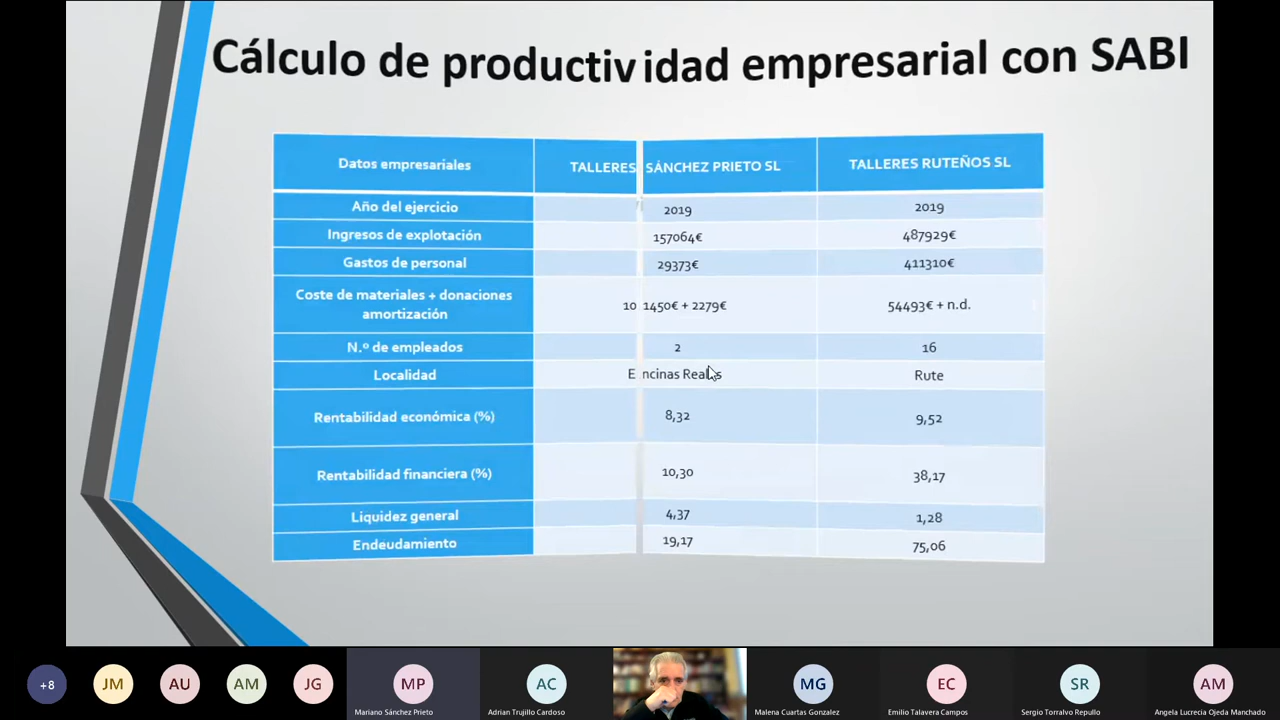 Cálculo de productividad empresarial con SABI
Datos empresariales TALLERES SÁNCHEZ PRIETO SL TALLERES RUTEÑOS SL
Año del ejercicio 2019 2019
Ingresos de explotación 157064€ 487929€
Gastos de personal 29373€ 411310€
Coste de materiales + donaciones
amortización 101450€ + 2279€ 54493€ + n.d.
N.º de empleados 2 16
Localidad Encinas Reales Rute
Rentabilidad económica (%) 8,32 9,52
Rentabilidad financiera (%) 10,30 38,17
Liquidez general 4,37 1,28
Endeudamiento 19,17 75,06
+8 JM AU AM JG MP AC MG EC SR AM
Mariano Sánchez Prieto Adrian Trujillo Cardoso Malena Cuartas Gonzalez Emilio Talavera Campos Sergio Torralvo Repullo Angela Lucrecia Ojeda Manchado